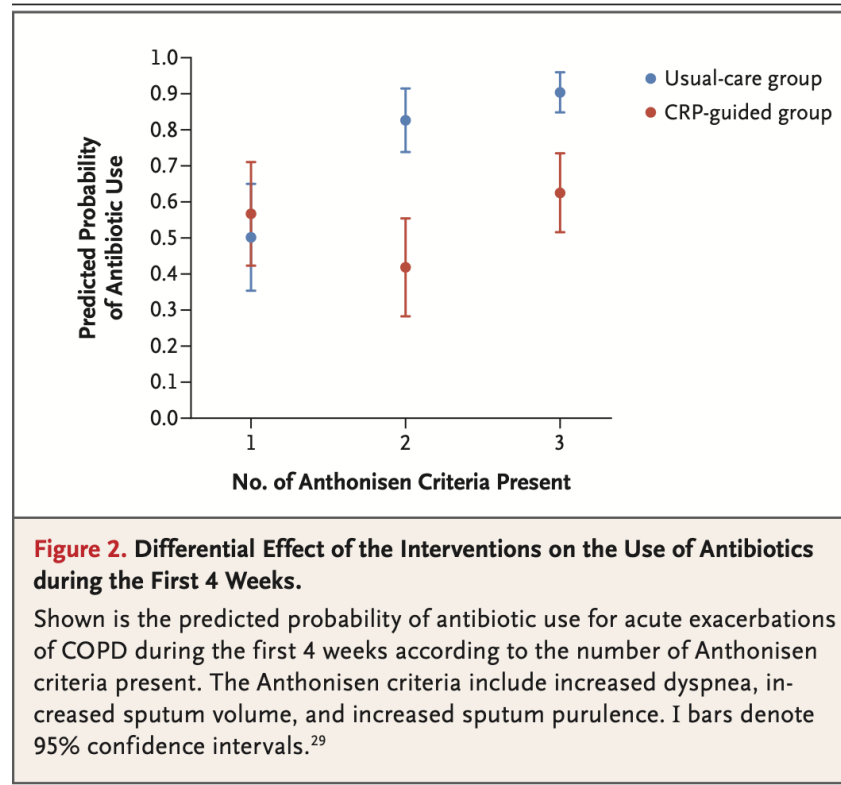 1.0
0.9
0.8
0.7
0.6
0.5
0.4
0.3
0.2
0.1
0.0
Predicted Probability
of Antibiotic Use
1
2
3
No. of Anthonisen Criteria Present
Usual-care group
CRP-guided group
Figure 2. Differential Effect of the Interventions on the Use of Antibiotics
during the First 4 Weeks.
Shown is the predicted probability of antibiotic use for acute exacerbations
of COPD during the first 4 weeks according to the number of Anthonisen
criteria present. The Anthonisen criteria include increased dyspnea, in-
creased sputum volume, and increased sputum purulence. I bars denote
95% confidence intervals.²⁹